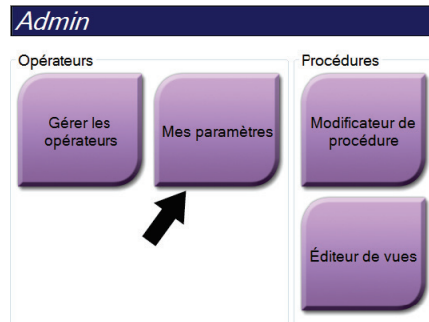 Admin
Opérateurs
Gérer les
opérateurs
Mes paramètres
Procédures
Modificateur de
procédure
Éditeur de vues